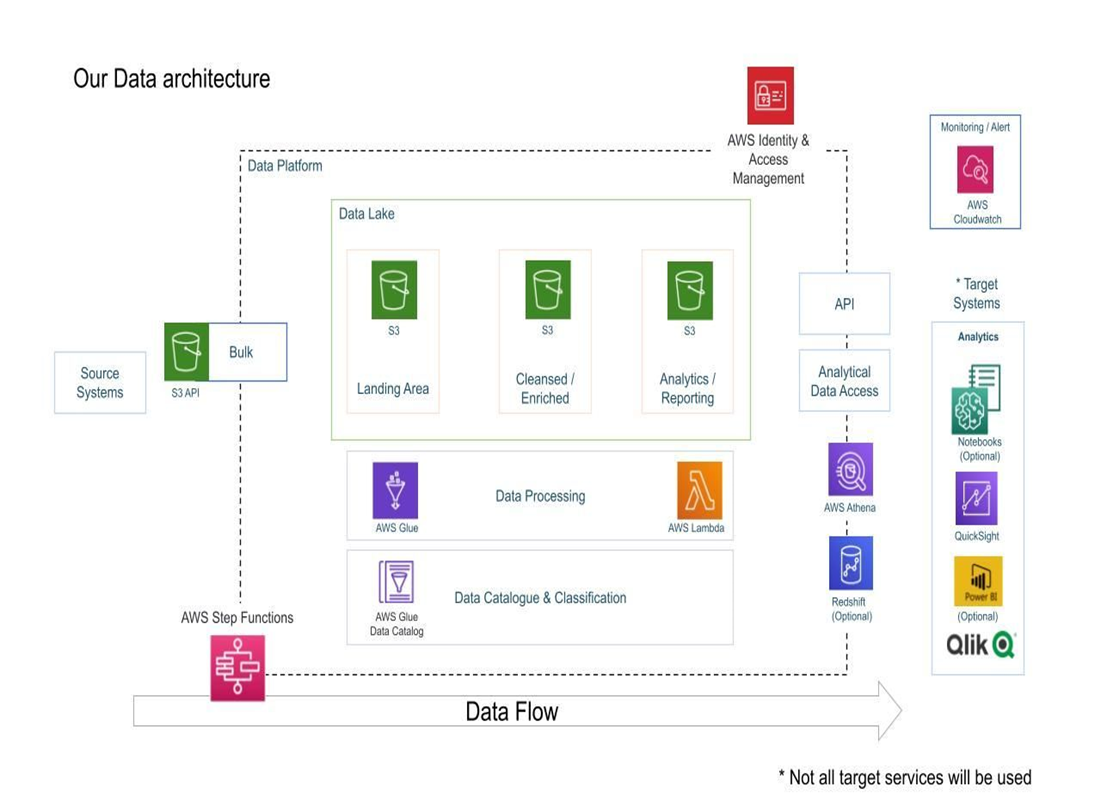 Our Data architecture
AWS Identity &
Access
Management
Monitoring / Alert
AWS
Cloudwatch
Data Platform
Data Lake
S3
Landing Area
S3
Cleansed /
Enriched
S3
Analytics /
Reporting
Source
Systems
Bulk
S3 API
API
Analytical
Data Access
AWS Athena
Redshift
(Optional)
* Target
Systems
Analytics
Notebooks
(Optional)
QuickSight
Power BI
(Optional)
Qlik
AWS Glue
Data Processing
AWS Lambda
AWS Glue
Data Catalog
Data Catalogue & Classification
AWS Step Functions
Data Flow
* Not all target services will be used